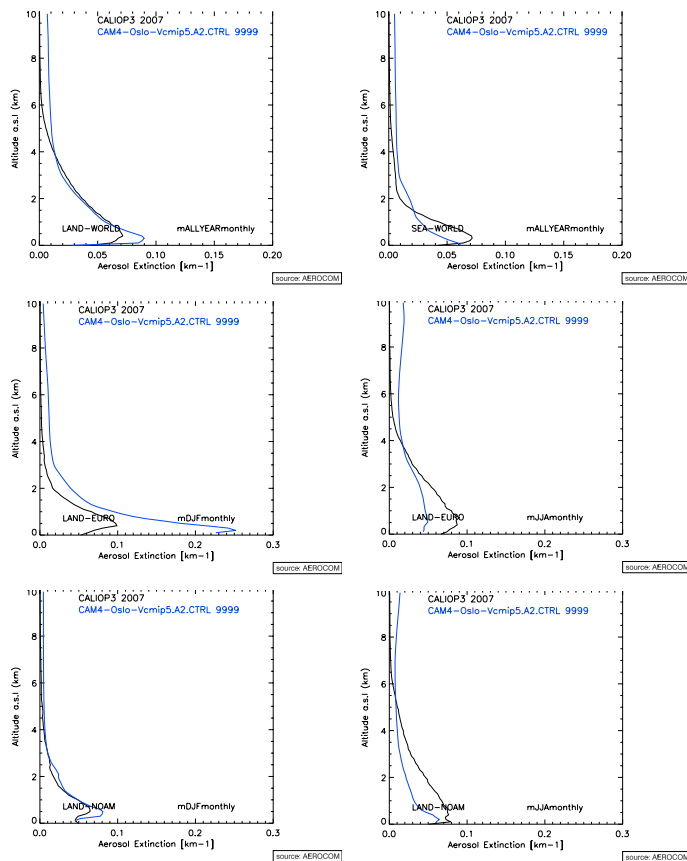 CALIOP3 2007
CAM4-Oslo-Vcmip5.A2.CTRL 9999
Altitude a.s.l (km)
10
8
6
4
2
0
LAND-WORLD mALLYEARmonthly
0.00 0.05 0.10 0.15 0.20
Aerosol Extinction [km-1]
source: AEROCOM
CALIOP3 2007
CAM4-Oslo-Vcmip5.A2.CTRL 9999
Altitude a.s.l (km)
10
8
6
4
2
0
SEA-WORLD mALLYEARmonthly
0.00 0.05 0.10 0.15 0.20
Aerosol Extinction [km-1]
source: AEROCOM
CALIOP3 2007
CAM4-Oslo-Vcmip5.A2.CTRL 9999
Altitude a.s.l (km)
10
8
6
4
2
0
LAND-EURO mDJFmonthly
0.0 0.1 0.2 0.3
Aerosol Extinction [km-1]
source: AEROCOM
CALIOP3 2007
CAM4-Oslo-Vcmip5.A2.CTRL 9999
Altitude a.s.l (km)
10
8
6
4
2
0
LAND-EURO mJJAmonthly
0.0 0.1 0.2 0.3
Aerosol Extinction [km-1]
source: AEROCOM
CALIOP3 2007
CAM4-Oslo-Vcmip5.A2.CTRL 9999
Altitude a.s.l (km)
10
8
6
4
2
0
LAND-NOAM mDJFmonthly
0.0 0.1 0.2 0.3
Aerosol Extinction [km-1]
source: AEROCOM
CALIOP3 2007
CAM4-Oslo-Vcmip5.A2.CTRL 9999
Altitude a.s.l (km)
10
8
6
4
2
0
LAND-NOAM mJJAmonthly
0.0 0.1 0.2 0.3
Aerosol Extinction [km-1]
source: AEROCOM